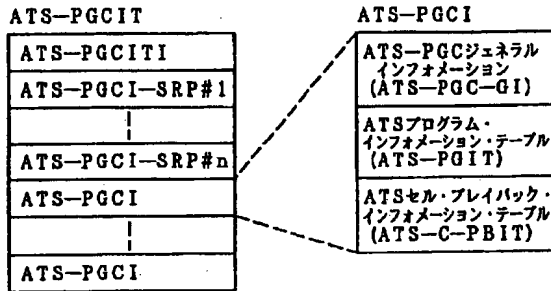 ATS-PGCIT
ATS-PGCITI
ATS-PGCI-SRP#1
ATS-PGCI-SRP#n
ATS-PGCI
ATS-PGCI
ATS-PGCI
ATS-PGCジェネラル
インフォメーション
(ATS-PGC-GI)
ATSプログラム・
インフォメーション・テーブル
(ATS-PGIT)
ATSセル・プレイバック・
インフォメーション・テーブル
(ATS-C-PBIT)